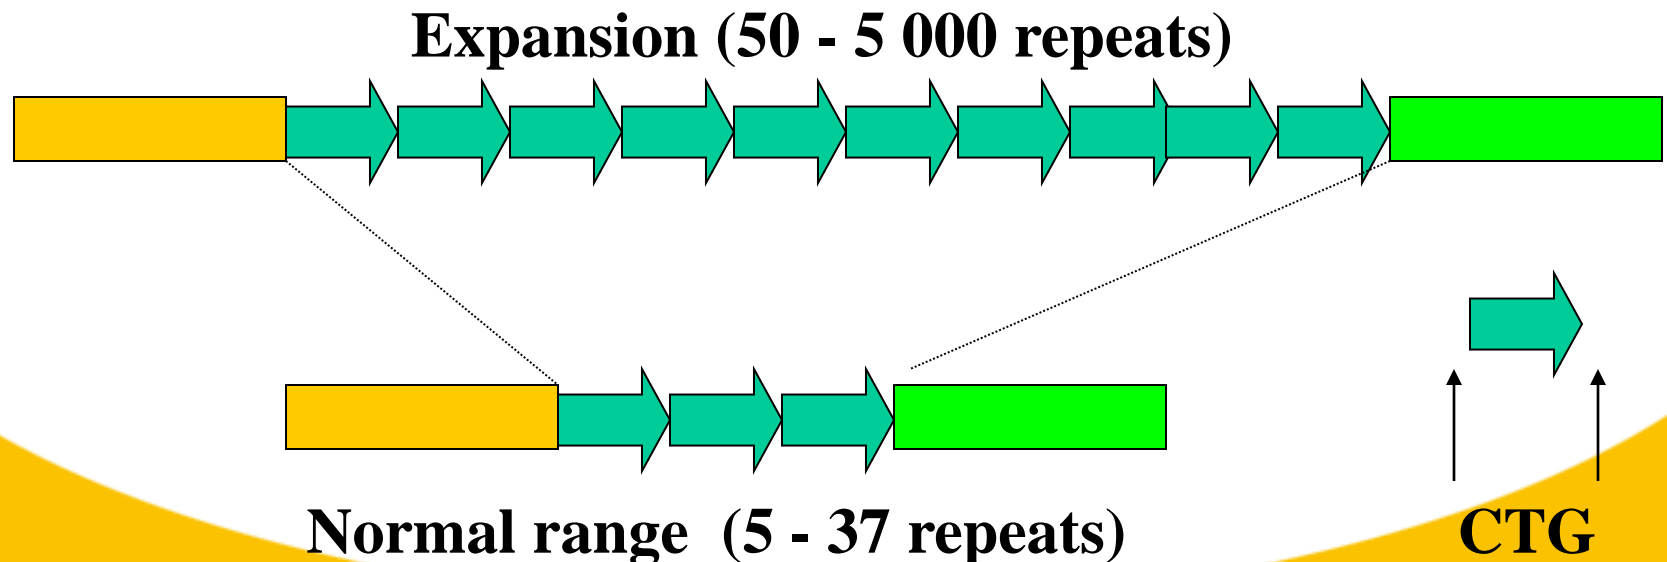 Expansion (50 - 5 000 repeats)
Normal range (5 - 37 repeats)
CTG